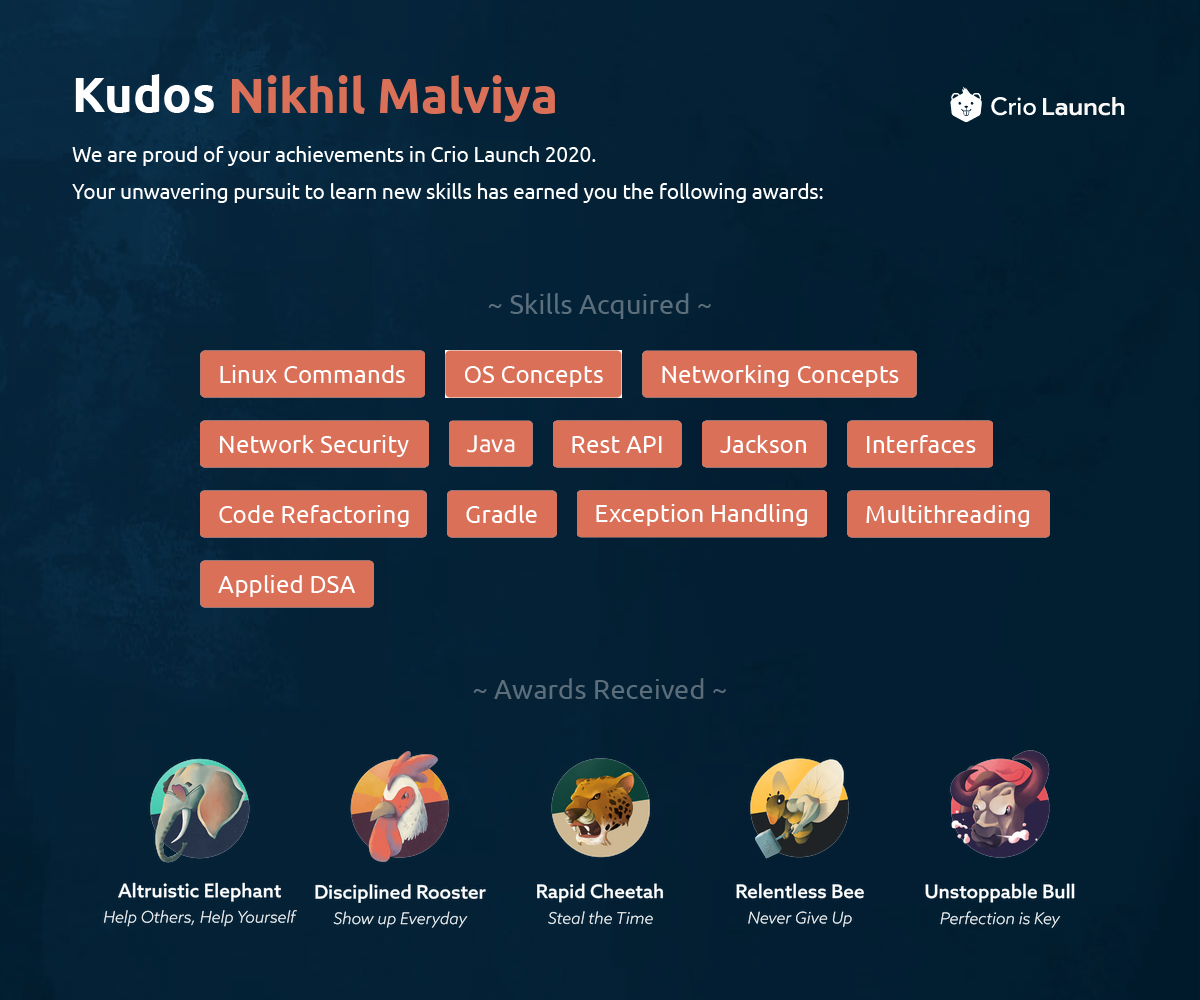 Kudos Nikhil Malviya
Crio Launch
We are proud of your achievements in Crio Launch 2020.
Your unwavering pursuit to learn new skills has earned you the following awards:
~ Skills Acquired ~
Linux Commands OS Concepts Networking Concepts
Network Security Java Rest API Jackson Interfaces
Code Refactoring Gradle Exception Handling Multithreading
Applied DSA
~ Awards Received ~
Altruistic Elephant Disciplined Rooster Rapid Cheetah Relentless Bee Unstoppable Bull
Help Others, Help Yourself Show up Everyday Steal the Time Never Give Up Perfection is Key